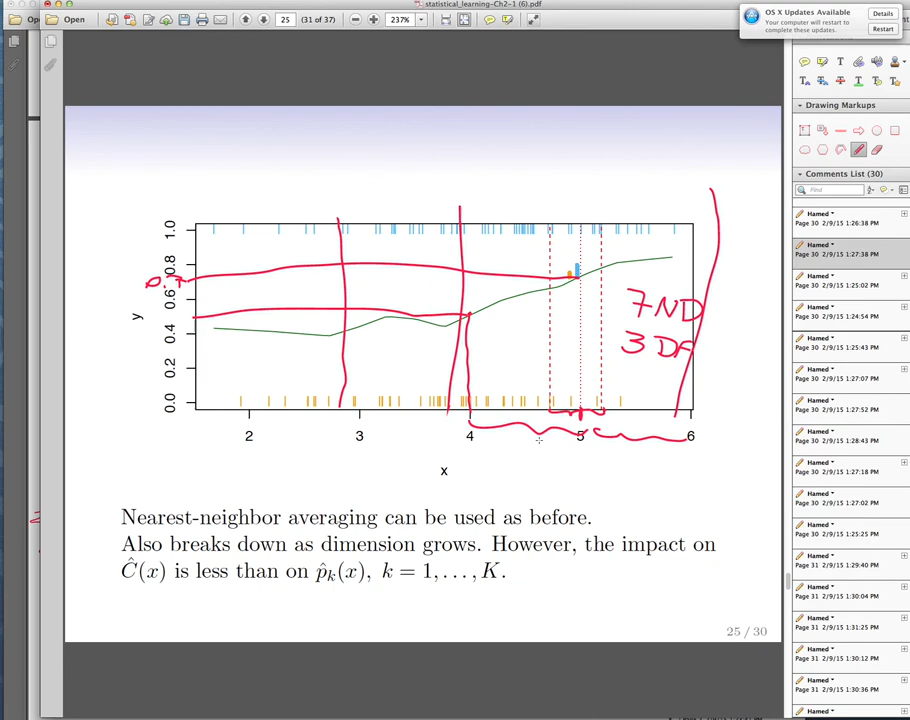 statistical_learning-Ch2-1 (6).pdf
Open
Open
25
(31 of 37)
237%
OS X Updates Available
Your computer will restart to complete these updates.
Details
Restart
Drawing Markups
Comments List (30)
Find
Hamed
Page 30 2/9/15 1:26:38 PM
Hamed
Page 30 2/9/15 1:27:38 PM
Hamed
Page 30 2/9/15 1:25:02 PM
Hamed
Page 30 2/9/15 1:24:54 PM
Hamed
Page 30 2/9/15 1:25:43 PM
Hamed
Page 30 2/9/15 1:27:07 PM
Hamed
Page 30 2/9/15 1:27:52 PM
Hamed
Page 30 2/9/15 1:28:43 PM
Hamed
Page 30 2/9/15 1:27:18 PM
Hamed
Page 30 2/9/15 1:27:02 PM
Hamed
Page 30 2/9/15 1:25:25 PM
Hamed
Page 31 2/9/15 1:29:40 PM
Hamed
Page 31 2/9/15 1:30:04 PM
Hamed
Page 31 2/9/15 1:31:25 PM
Hamed
Page 31 2/9/15 1:30:12 PM
Hamed
Page 31 2/9/15 1:30:36 PM
Hamed
1.0
0.8
0.7
0.6
y
0.4
0.2
0.0
7 ND
3 DF
2 3 4 5 6
x
Nearest-neighbor averaging can be used as before.
Also breaks down as dimension grows. However, the impact on
Ĉ(x) is less than on p̂ₖ(x), k = 1, . . . , K.
25 / 30